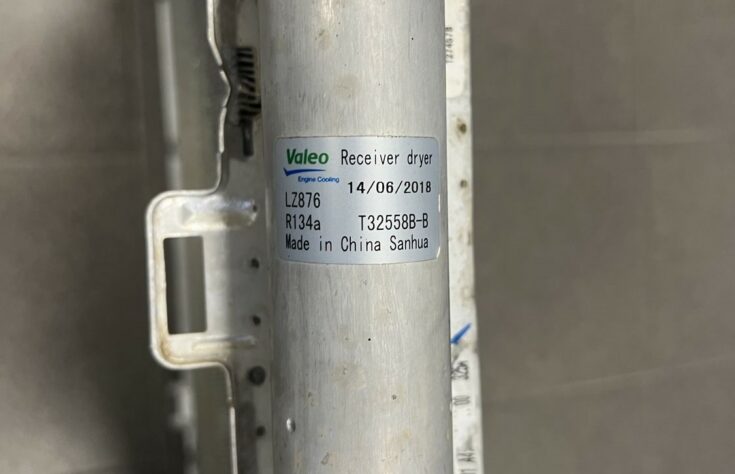 Valeo Receiver dryer
Engine Cooling 14/06/2018
LZ876
R134a T32558B-B
Made in China Sanhua